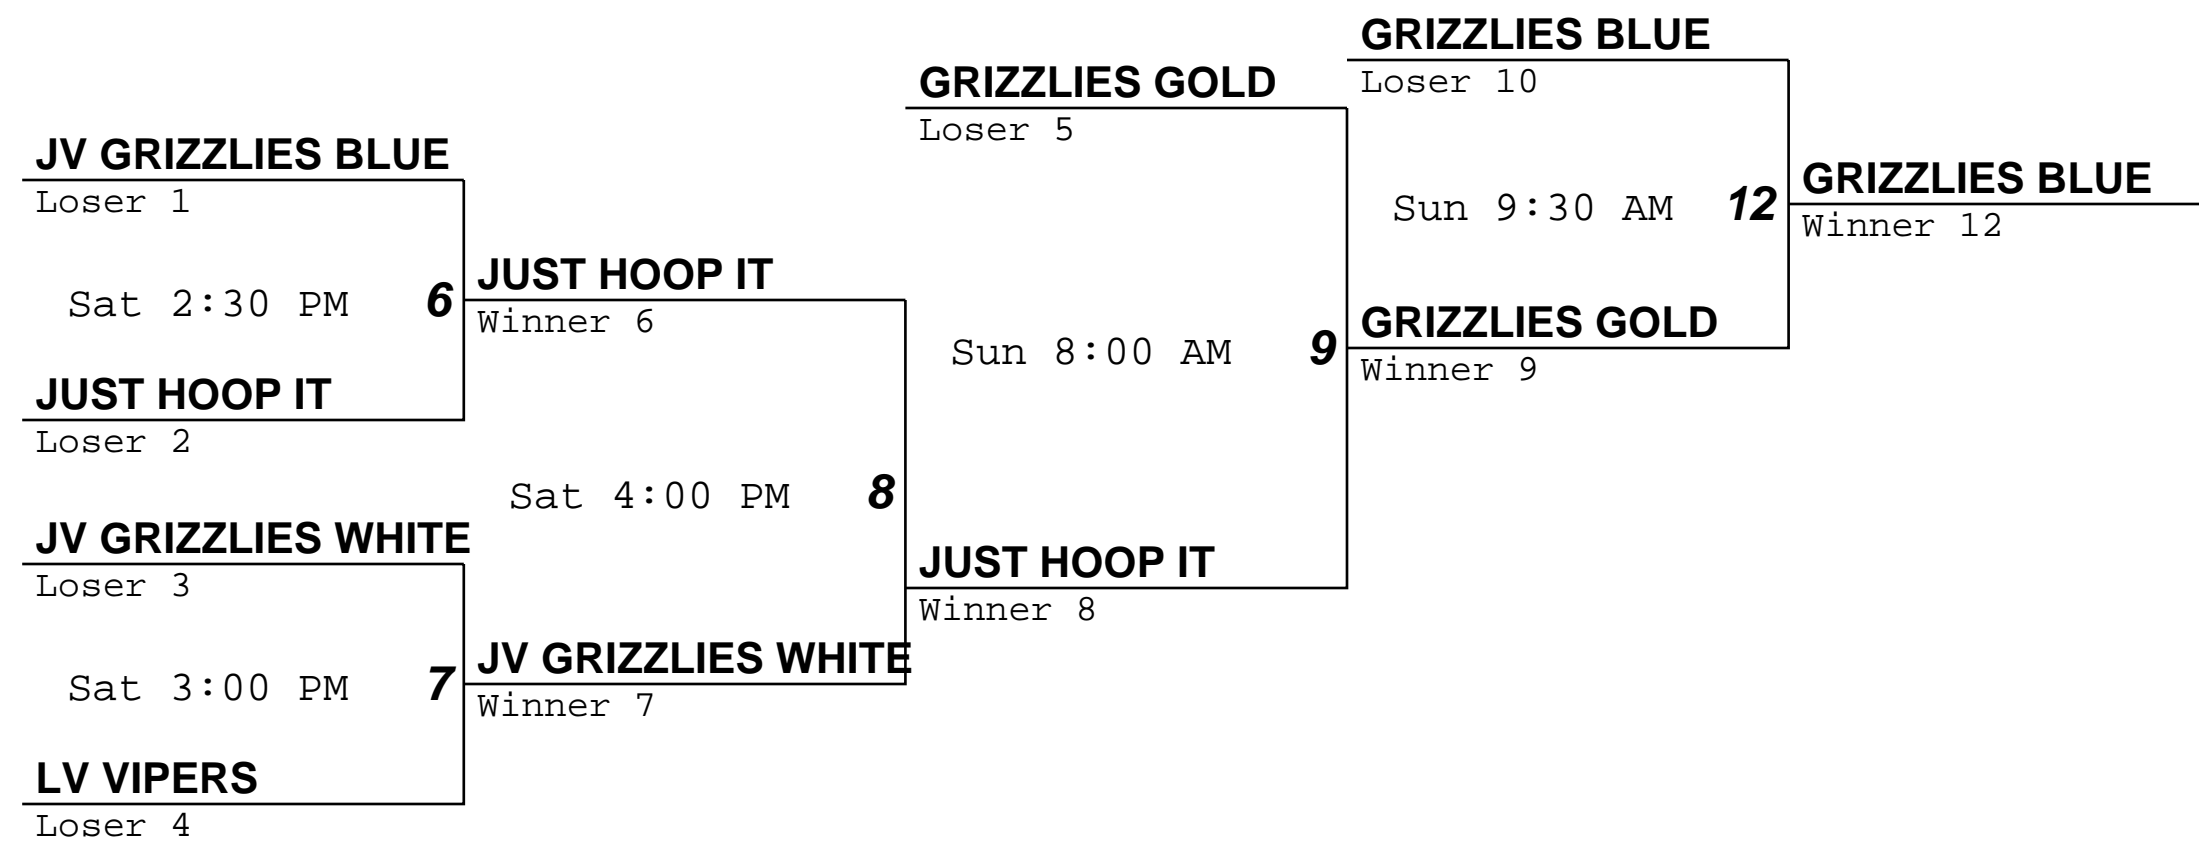 GRIZZLIES BLUE
Loser 10
GRIZZLIES GOLD
Loser 5
JV GRIZZLIES BLUE
Loser 1
Sun 9:30 AM 12
GRIZZLIES BLUE
Winner 12
JUST HOOP IT
Winner 6
Sat 2:30 PM 6
GRIZZLIES GOLD
Winner 9
Sun 8:00 AM 9
JUST HOOP IT
Loser 2
Sat 4:00 PM 8
JV GRIZZLIES WHITE
Loser 3
JUST HOOP IT
Winner 8
Sat 3:00 PM 7
JV GRIZZLIES WHITE
Winner 7
LV VIPERS
Loser 4